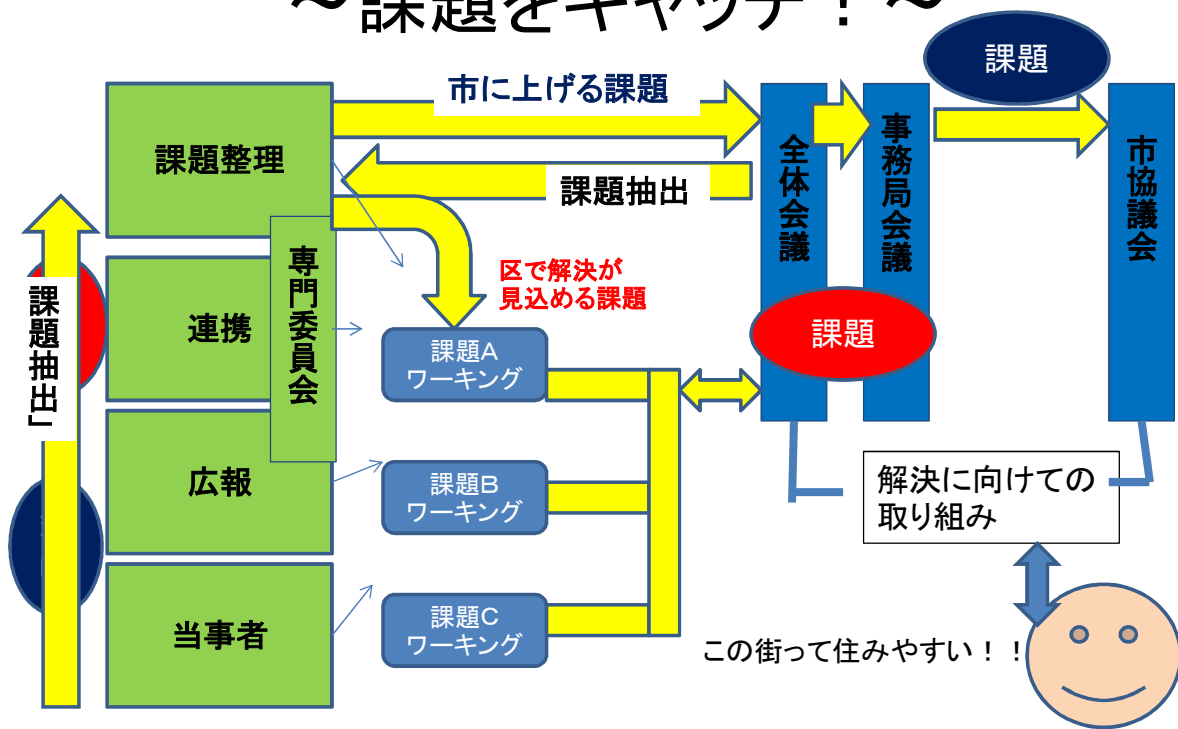 ～課題をキャッチ！～
課題
市に上げる課題
課題整理
課題抽出
全体会議
事務局会議
市協議会
専門委員会
区で解決が
見込める課題
課題抽出」
連携
課題A
ワーキング
課題
広報
課題B
ワーキング
解決に向けての
取り組み
当事者
課題C
ワーキング
この街って住みやすい！！